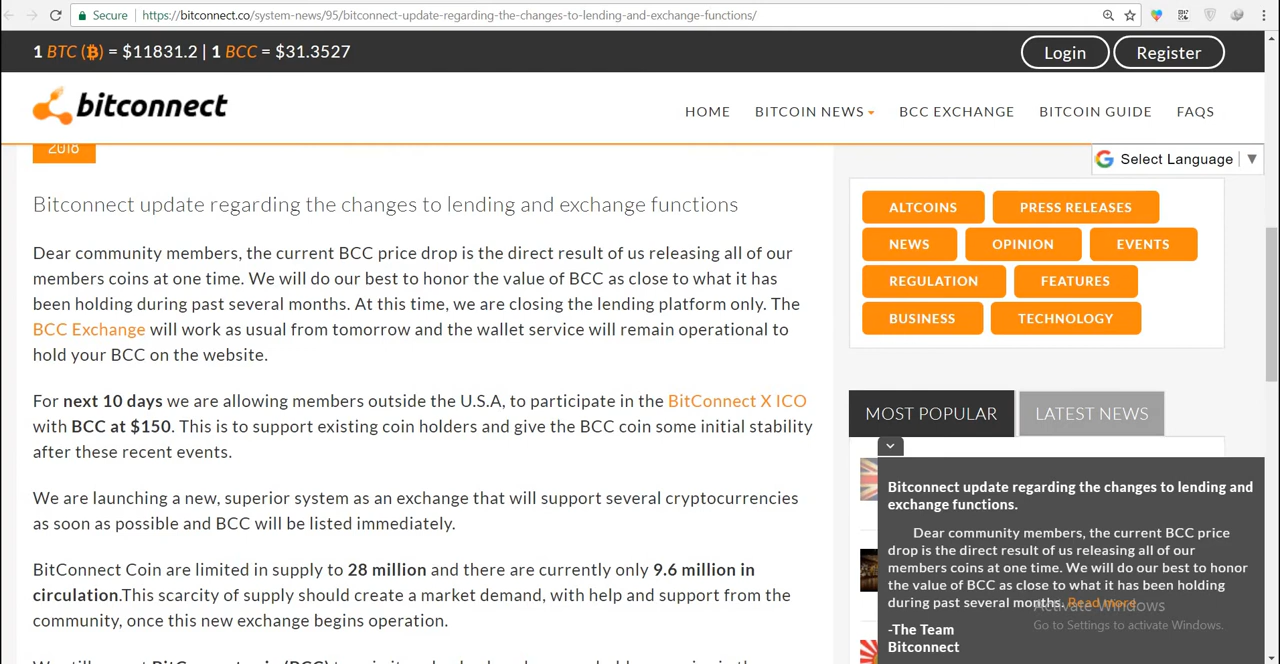 Secure https://bitconnect.co/system-news/95/bitconnect-update-regarding-the-changes-to-lending-and-exchange-functions/
1 BTC (₿) = $11831.2 | 1 BCC = $31.3527
Login Register
bitconnect
HOME BITCOIN NEWS BCC EXCHANGE BITCOIN GUIDE FAQS
2018
Select Language ▼
Bitconnect update regarding the changes to lending and exchange functions
Dear community members, the current BCC price drop is the direct result of us releasing all of our
members coins at one time. We will do our best to honor the value of BCC as close to what it has
been holding during past several months. At this time, we are closing the lending platform only. The
BCC Exchange will work as usual from tomorrow and the wallet service will remain operational to
hold your BCC on the website.
For next 10 days we are allowing members outside the U.S.A, to participate in the BitConnect X ICO
with BCC at $150. This is to support existing coin holders and give the BCC coin some initial stability
after these recent events.
We are launching a new, superior system as an exchange that will support several cryptocurrencies
as soon as possible and BCC will be listed immediately.
BitConnect Coin are limited in supply to 28 million and there are currently only 9.6 million in
circulation.This scarcity of supply should create a market demand, with help and support from the
community, once this new exchange begins operation.
ALTCOINS PRESS RELEASES
NEWS OPINION EVENTS
REGULATION FEATURES
BUSINESS TECHNOLOGY
MOST POPULAR LATEST NEWS
Bitconnect update regarding the changes to lending and
exchange functions.
Dear community members, the current BCC price
drop is the direct result of us releasing all of our
members coins at one time. We will do our best to honor
the value of BCC as close to what it has been holding
during past several months. Read more
-The Team
Bitconnect
Activate Windows
Go to Settings to activate Windows.